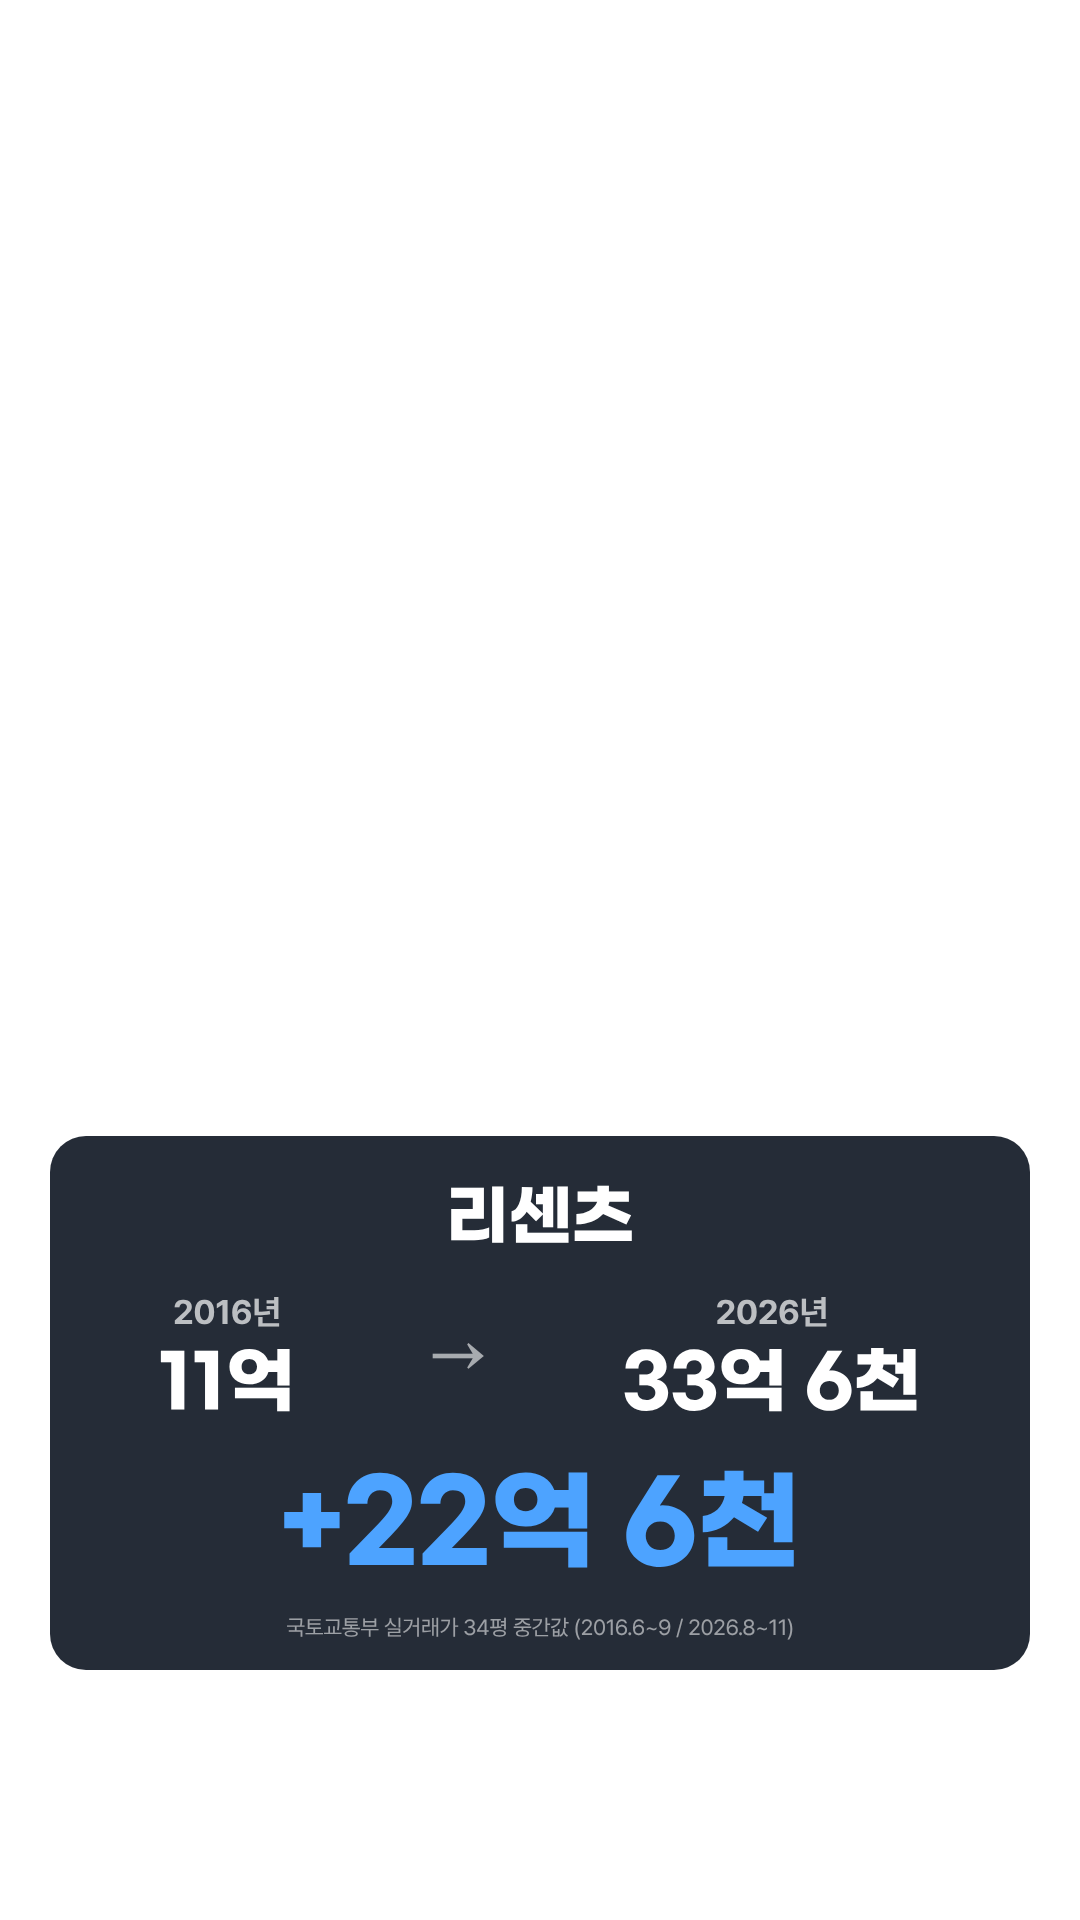 리센츠
2016년
11억
→
2026년
33억 6천
+22억 6천
국토교통부 실거래가 34평 중간값 (2016.6~9 / 2026.8~11)